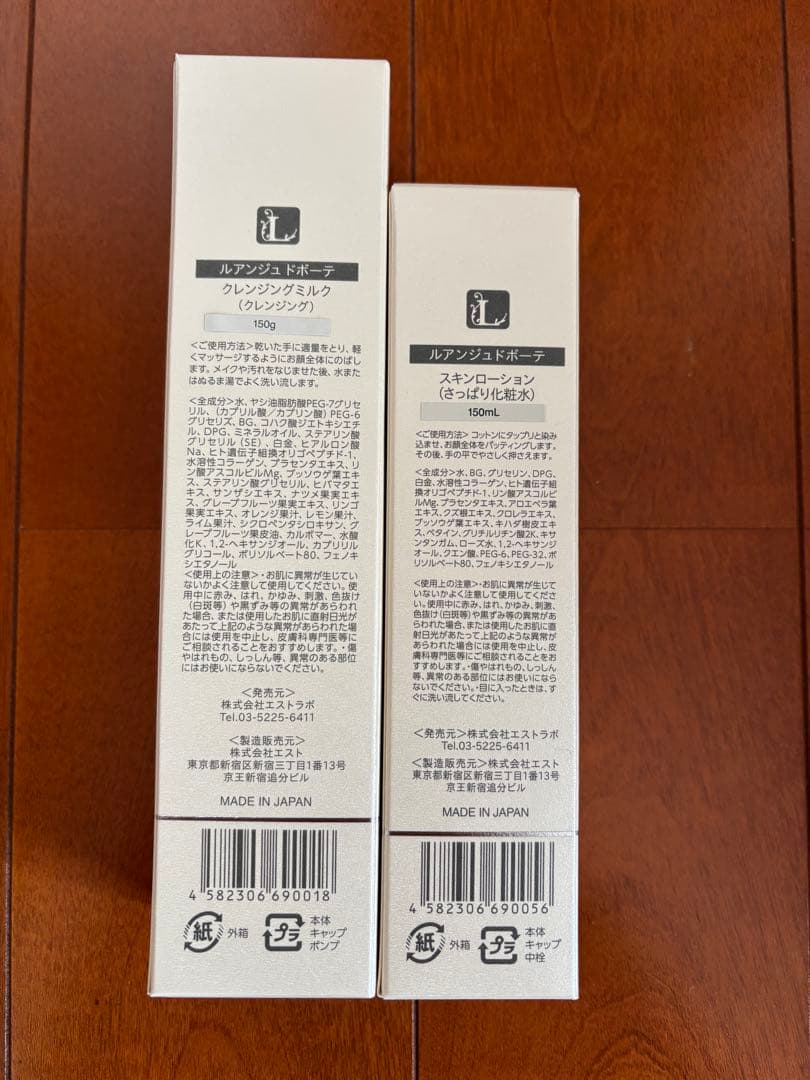 L
ルアンジュドボーテ
クレンジングミルク
（クレンジング）
150g
＜ご使用方法＞乾いた手に適量をとり、軽
くマッサージするようにお顔全体にのばし
ます。メイクや汚れをなじませた後、水また
はぬるま湯でよく洗い流します。
＜全成分＞水、ヤシ油脂肪酸PEG-7グリセ
リル、（カプリル酸／カプリン酸）PEG-6
グリセリズ、BG、コハク酸ジエトキシエチ
ル、DPG、ミネラルオイル、ステアリン酸
グリセリル（SE）、白金、ヒアルロン酸
Na、ヒト遺伝子組換オリゴペプチド-1、
水溶性コラーゲン、プラセンタエキス、リ
ン酸アスコルビルMg、ブッソウゲ葉エキ
ス、ステアリン酸グリセリル、ヒバマタエ
キス、サンザシエキス、ナツメ果実エキ
ス、グレープフルーツ果実エキス、リンゴ
果実エキス、オレンジ果汁、レモン果汁、
ライム果汁、シクロペンタシロキサン、グ
レープフルーツ果皮油、カルボマー、水酸
化K、1,2-ヘキサンジオール、カプリリル
グリコール、ポリソルベート80、フェノキ
シエタノール
＜使用上の注意＞・お肌に異常が生じてい
ないかよく注意して使用してください。使
用中に赤み、はれ、かゆみ、刺激、色抜け
（白斑等）や黒ずみ等の異常があらわれ
た場合、または使用したお肌に直射日光が
あたって上記のような異常があらわれた場
合には使用を中止し、皮膚科専門医等に
ご相談されることをおすすめします。・傷
やはれもの、しっしん等、異常のある部位
にはお使いにならないでください。
＜発売元＞
株式会社エストラボ
Tel.03-5225-6411
＜製造販売元＞
株式会社エスト
東京都新宿区新宿三丁目1番13号
京王新宿追分ビル
MADE IN JAPAN
4 582306 690018
紙 外箱
プラ 本体
キャップ
ポンプ
L
ルアンジュドボーテ
スキンローション
（さっぱり化粧水）
150mL
＜ご使用方法＞コットンにタップリと染み
込ませ、お顔全体をパッティングします。
その後、手の平でやさしく押さえます。
＜全成分＞水、BG、グリセリン、DPG、
白金、水溶性コラーゲン、ヒト遺伝子組
換オリゴペプチド-1、リン酸アスコルビ
ルMg、プラセンタエキス、アロエベラ葉
エキス、クズ根エキス、クロレラエキス、
ブッソウゲ葉エキス、キハダ樹皮エキ
ス、ベタイン、グリチルリチン酸2K、キサ
ンタンガム、ローズ水、1,2-ヘキサンジ
オール、クエン酸、PEG-6、PEG-32、ポ
リソルベート80、フェノキシエタノール
＜使用上の注意＞・お肌に異常が生じて
いないかよく注意して使用してくださ
い。使用中に赤み、はれ、かゆみ、刺激、
色抜け（白斑等）や黒ずみ等の異常があ
らわれた場合、または使用したお肌に直
射日光があたって上記のような異常が
あらわれた場合には使用を中止し、皮
膚科専門医等にご相談されることをお
すすめします。・傷やはれもの、しっしん
等、異常のある部位にはお使いにならな
いでください。・目に入ったときは、す
ぐに洗い流してください。
＜発売元＞株式会社エストラボ
Tel.03-5225-6411
＜製造販売元＞株式会社エスト
東京都新宿区新宿三丁目1番13号
京王新宿追分ビル
MADE IN JAPAN
4 582306 690056
紙 外箱
プラ 本体
キャップ
中栓